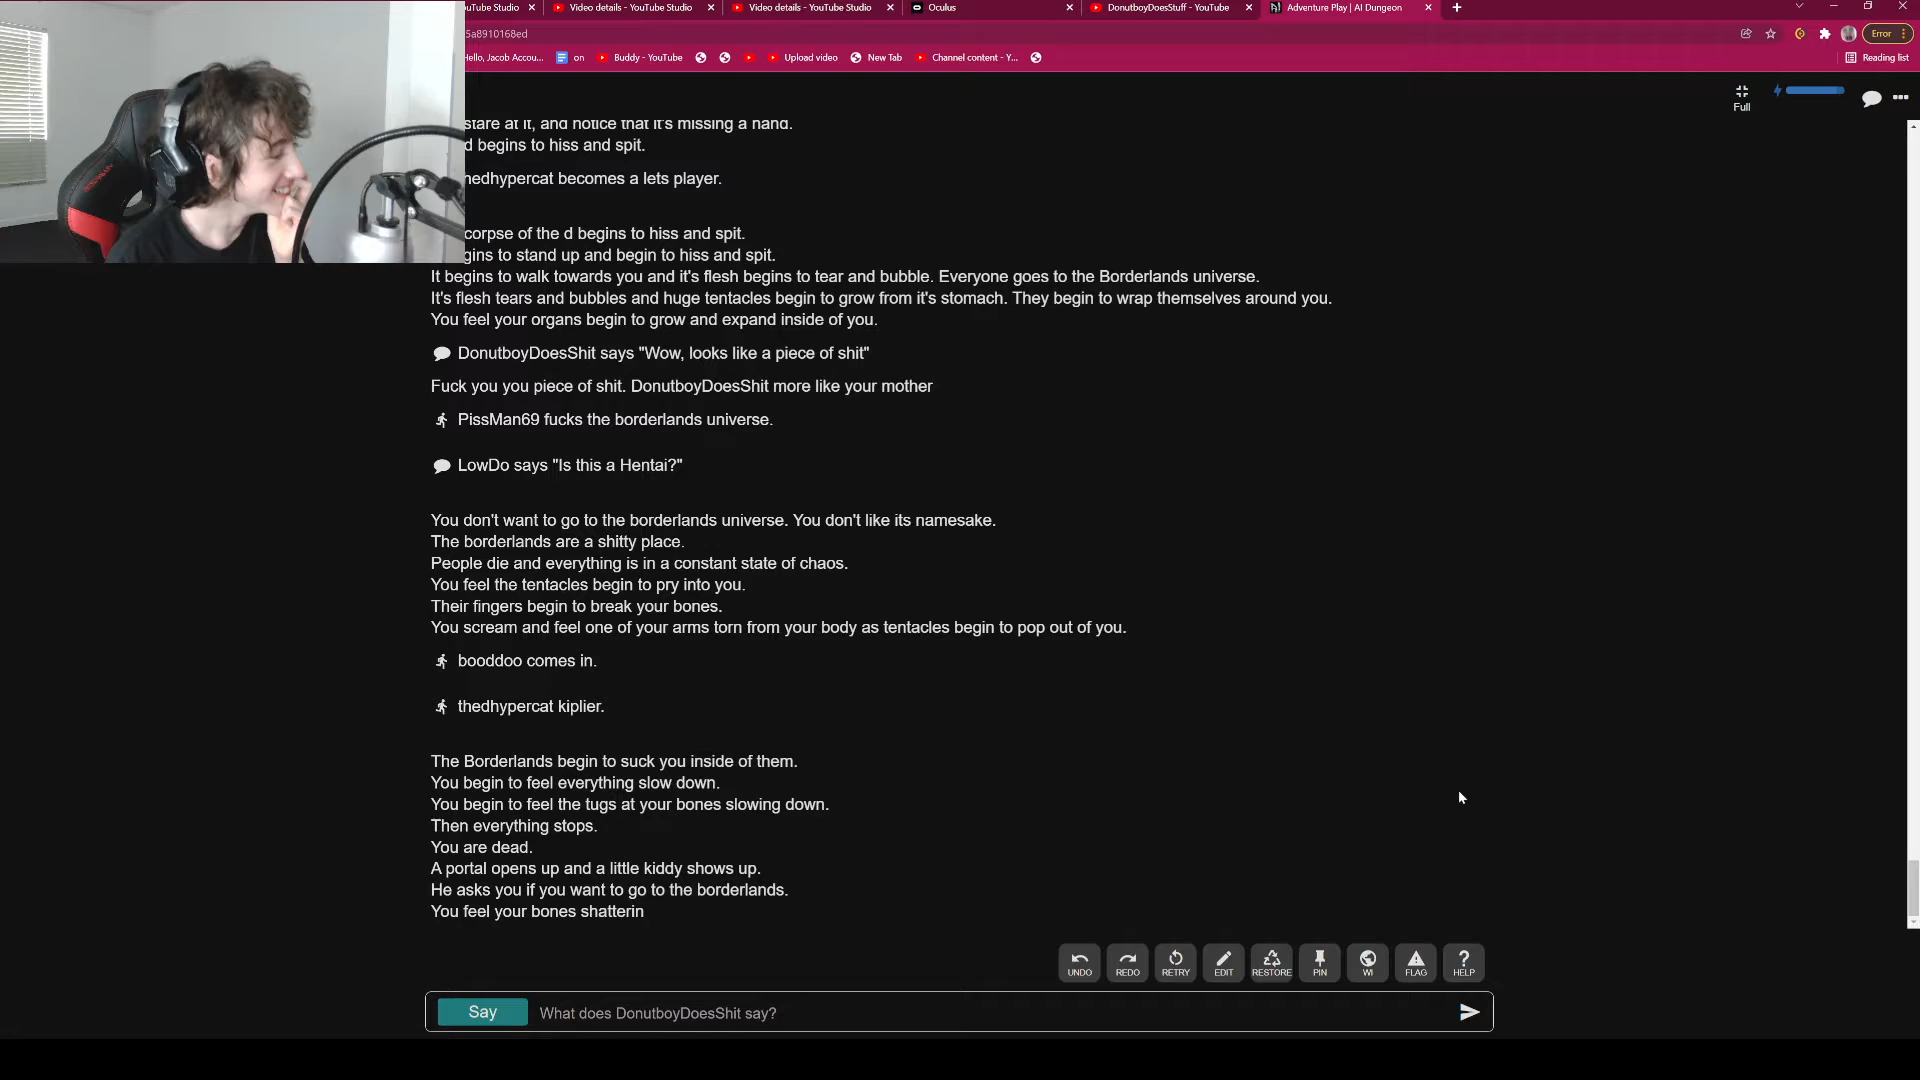 YouTube Studio
Video details - YouTube Studio
Video details - YouTube Studio
Oculus
DonutboyDoesStuff - YouTube
Adventure Play | AI Dungeon
5a8910168ed
Error
Hello, Jacob Accou...
on
Buddy - YouTube
Upload video
New Tab
Channel content - Y...
Reading list
Full
stare at it, and notice that it's missing a hand.
d begins to hiss and spit.
hedhypercat becomes a lets player.
corpse of the d begins to hiss and spit.
gins to stand up and begin to hiss and spit.
It begins to walk towards you and it's flesh begins to tear and bubble. Everyone goes to the Borderlands universe.
It's flesh tears and bubbles and huge tentacles begin to grow from it's stomach. They begin to wrap themselves around you.
You feel your organs begin to grow and expand inside of you.
DonutboyDoesShit says "Wow, looks like a piece of shit"
Fuck you you piece of shit. DonutboyDoesShit more like your mother
PissMan69 fucks the borderlands universe.
LowDo says "Is this a Hentai?"
You don't want to go to the borderlands universe. You don't like its namesake.
The borderlands are a shitty place.
People die and everything is in a constant state of chaos.
You feel the tentacles begin to pry into you.
Their fingers begin to break your bones.
You scream and feel one of your arms torn from your body as tentacles begin to pop out of you.
booddoo comes in.
thedhypercat kiplier.
The Borderlands begin to suck you inside of them.
You begin to feel everything slow down.
You begin to feel the tugs at your bones slowing down.
Then everything stops.
You are dead.
A portal opens up and a little kiddy shows up.
He asks you if you want to go to the borderlands.
You feel your bones shatterin
UNDO
REDO
RETRY
EDIT
RESTORE
PIN
WI
FLAG
HELP
Say
What does DonutboyDoesShit say?